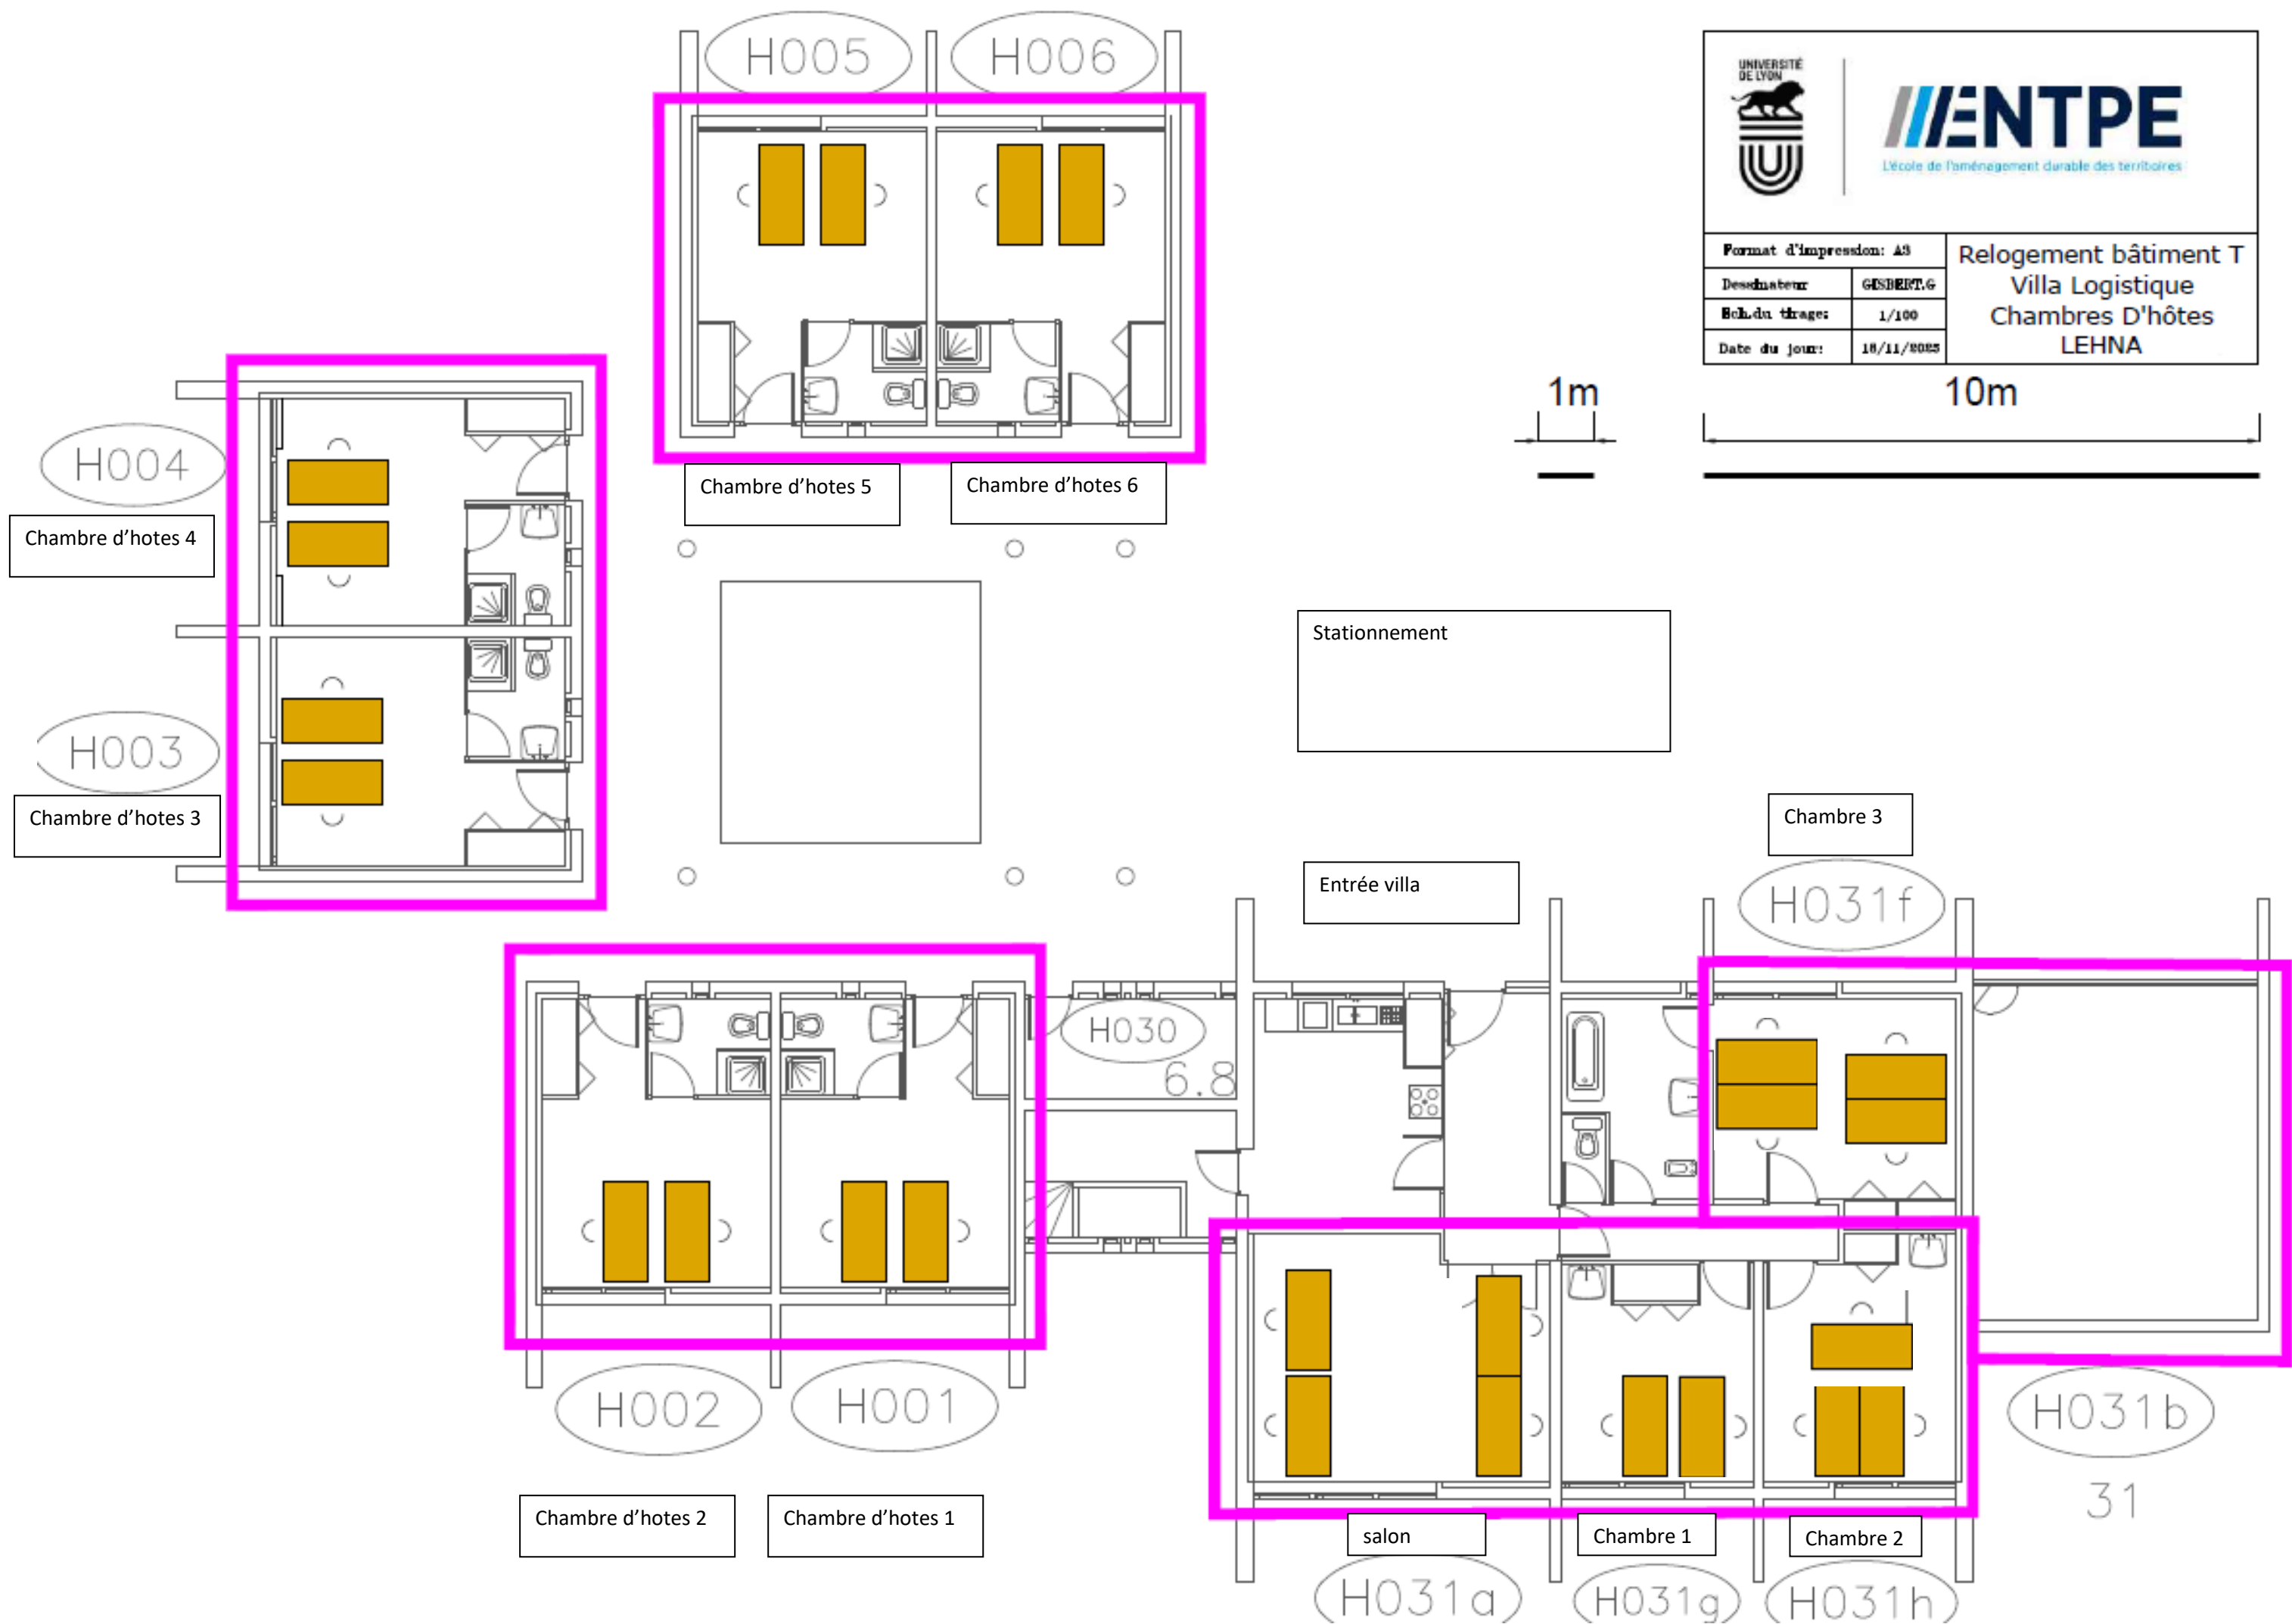 H005
H006
UNIVERSITÉ
DE LYON
ENTPE
L'école de l'aménagement durable des territoires
Format d'impression: A3
Dessinateur
GISBERT.G
Ech.du tirage:
1/100
Date du jour:
18/11/2025
Relogement bâtiment T
Villa Logistique
Chambres D'hôtes
LEHNA
1m
10m
H004
Chambre d'hotes 4
Chambre d'hotes 5
Chambre d'hotes 6
Stationnement
H003
Chambre d'hotes 3
Chambre 3
Entrée villa
H031f
H030
6.8
H002
H001
H031b
31
Chambre d'hotes 2
Chambre d'hotes 1
salon
Chambre 1
Chambre 2
H031a
H031g
H031h